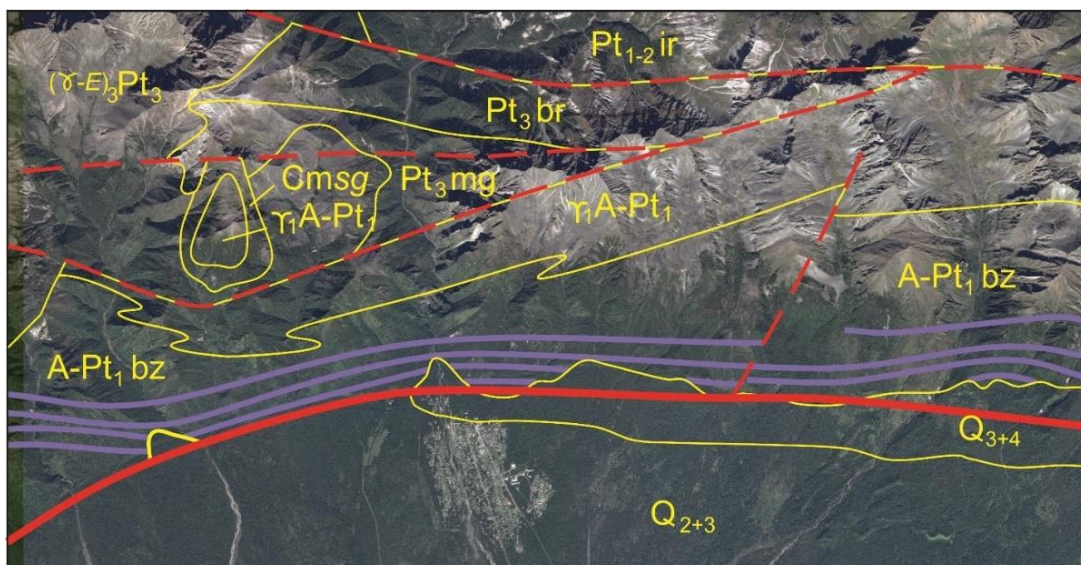 Pt₁₋₂ ir
(γ-E)₃Pt₃
Pt₃ br
Cmsg
Pt₃ mg
γ₁A-Pt₁
γ₁A-Pt₁
A-Pt₁ bz
A-Pt₁ bz
Q₃₊₄
Q₂₊₃